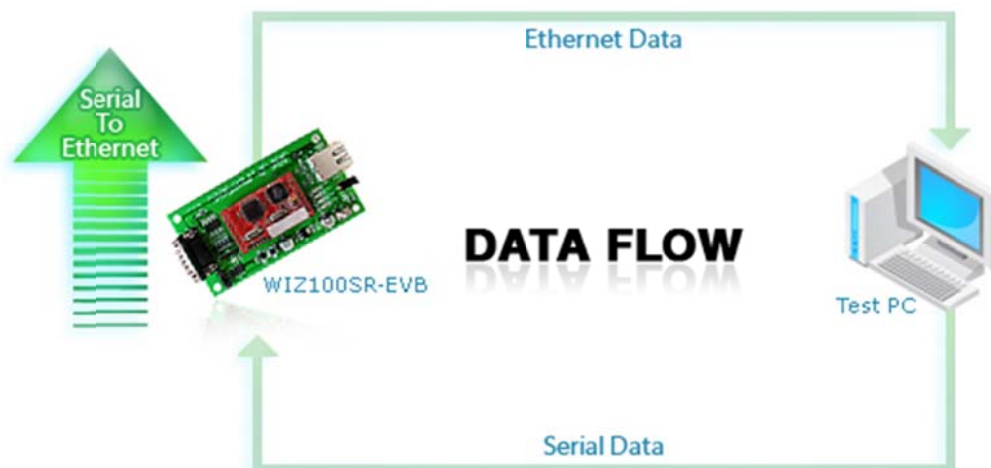 Ethernet Data
Serial
To
Ethernet
DATA FLOW
WIZ100SR-EVB
Test PC
Serial Data